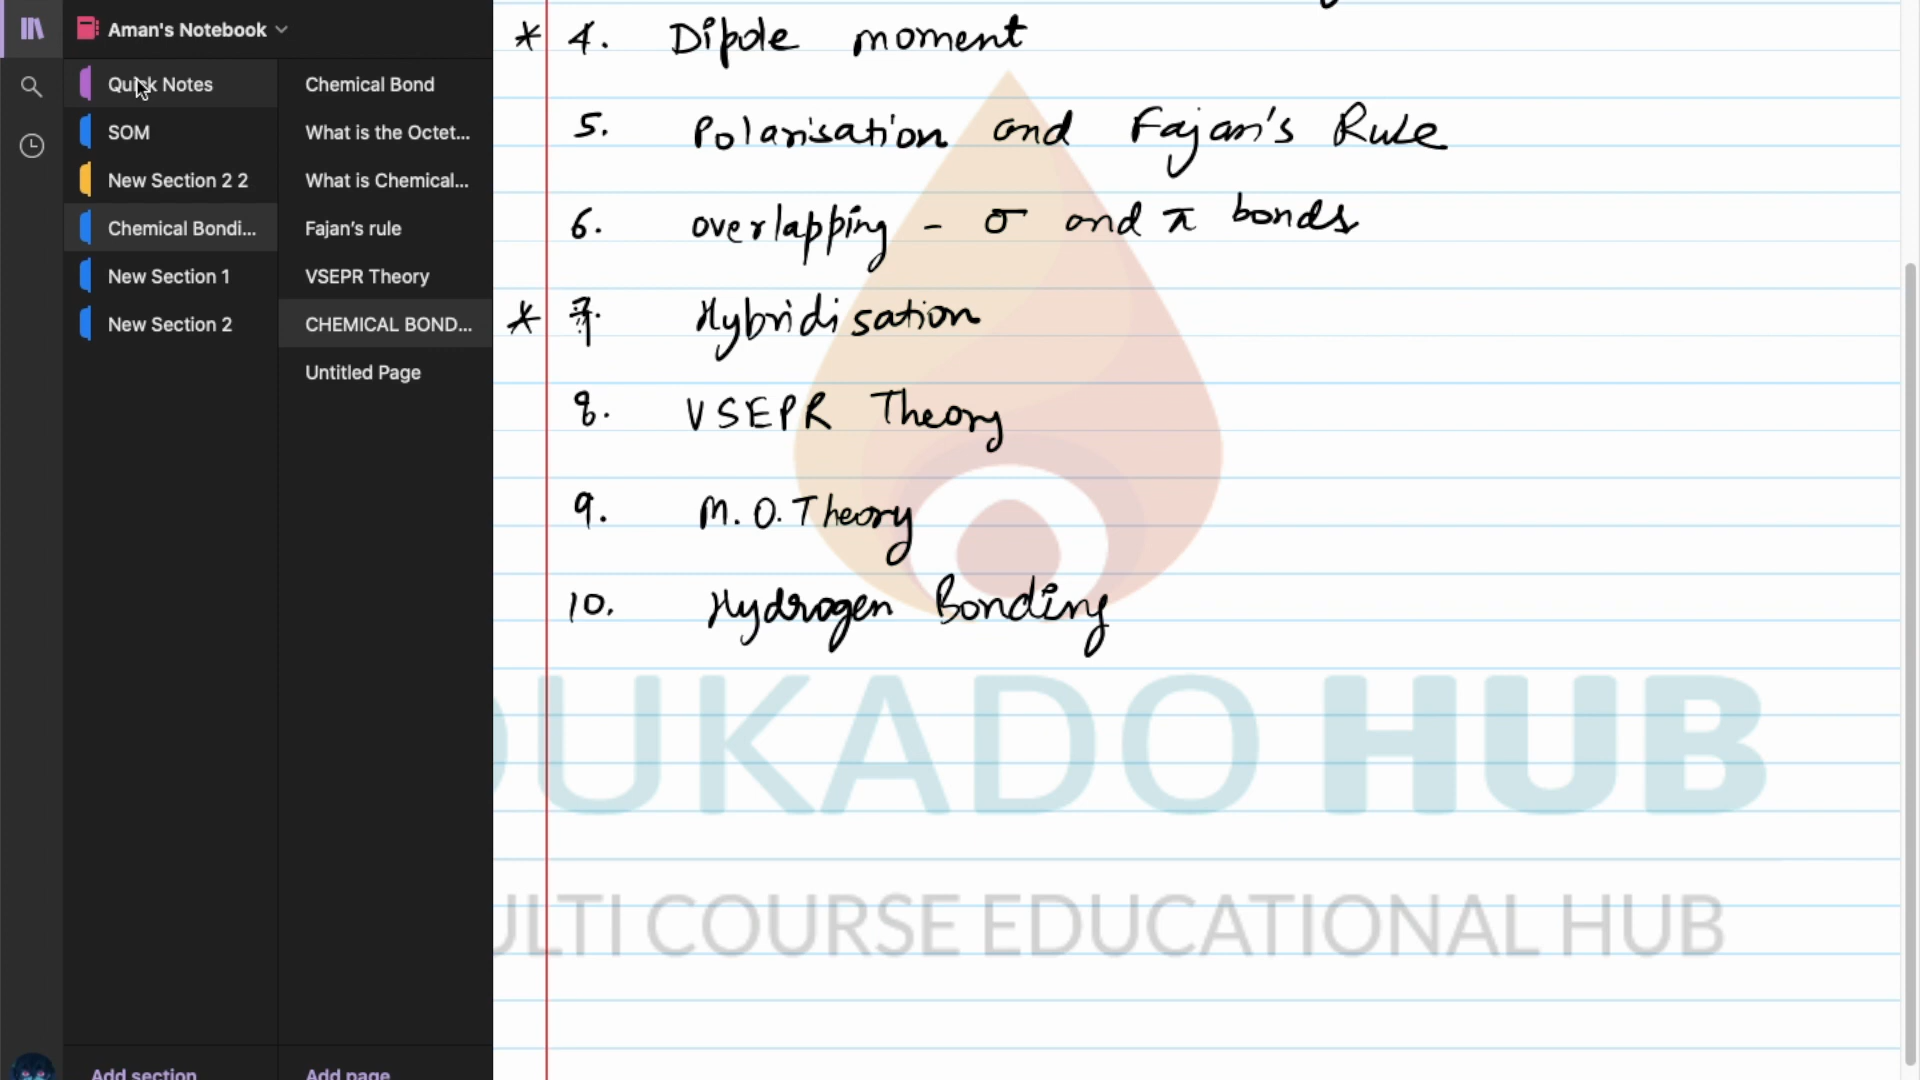 Aman's Notebook
Quick Notes
SOM
New Section 2 2
Chemical Bondi...
New Section 1
New Section 2
Add section
Chemical Bond
What is the Octet...
What is Chemical...
Fajan's rule
VSEPR Theory
CHEMICAL BOND...
Untitled Page
Add page
* 4. Dipole moment
5. Polarisation and Fajan's Rule
6. overlapping - σ and π bonds
* 7. Hybridisation
8. VSEPR Theory
9. M.O. Theory
10. Hydrogen Bonding
DUKADO HUB
ULTI COURSE EDUCATIONAL HUB